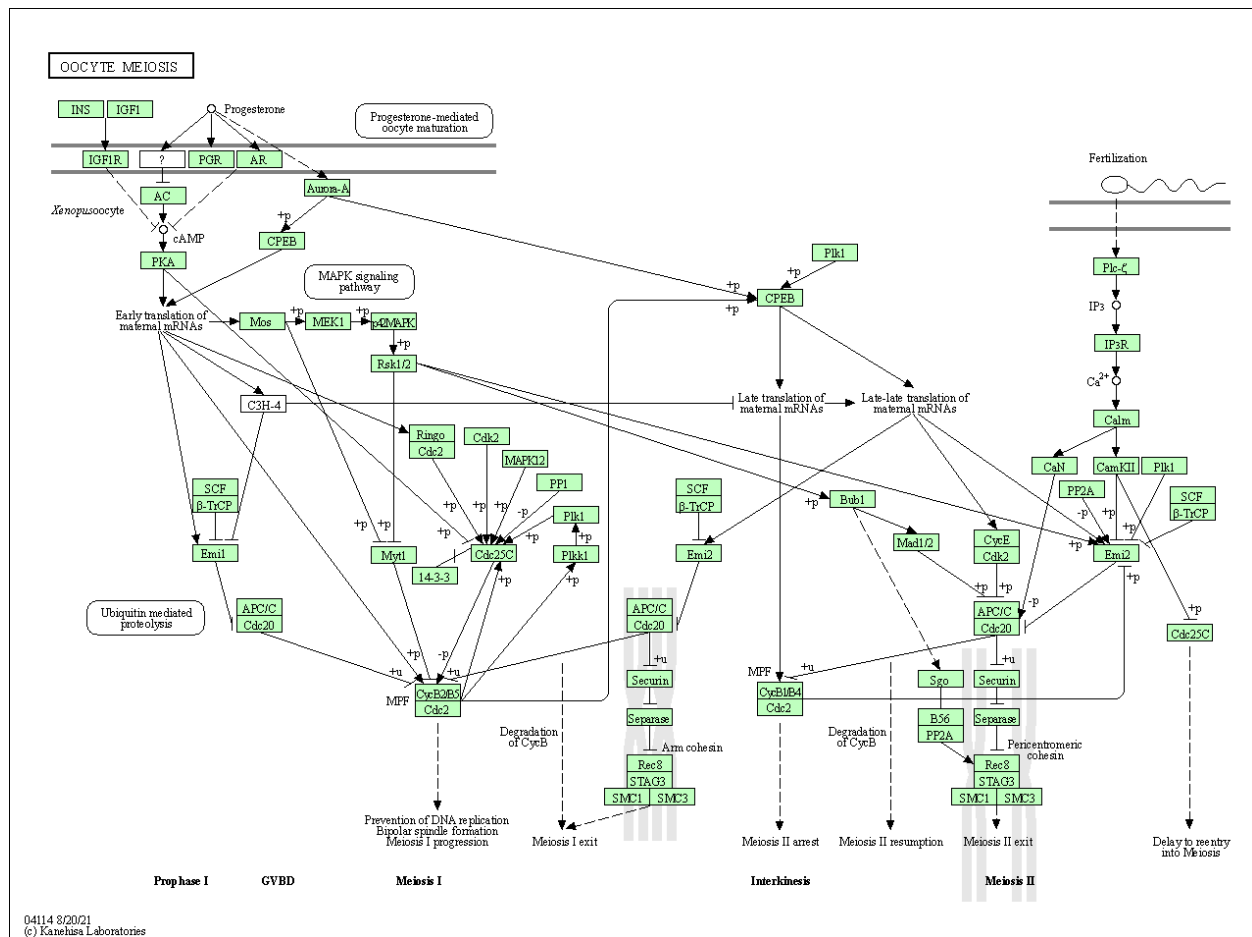 OOCYTE MEIOSIS
INS
IGF1
Progesterone
Progesterone-mediated
oocyte maturation
IGF1R
?
PGR
AR
Fertilization
AC
Aurora-A
Xenopus oocyte
+p
cAMP
CPEB
PKA
MAPK signaling
pathway
Plk1
+p
Plc-ζ
+p
CPEB
+p
IP3
Early translation of
maternal mRNAs
Mos
+p
MEK1
+p
p42MAPK
+p
IP3R
Rsk1/2
Ca2+
C3H-4
Late translation of
maternal mRNAs
Late-late translation of
maternal mRNAs
Calm
Ringo
Cdc2
Cdk2
MAPK12
PP1
CaN
CamKII
Plk1
PP2A
SCF
β-TrCP
SCF
β-TrCP
SCF
β-TrCP
Bub1
+p
+p
+p
+p
+p
-p
Plk1
+p
+p
+p
+p
-p
+p
Emi1
Myt1
Cdc25C
Plkk1
14-3-3
+p
Emi2
Mad1/2
CycE
Cdk2
+p
Emi2
+p
+p
+p
Ubiquitin mediated
proteolysis
APC/C
Cdc20
APC/C
Cdc20
APC/C
Cdc20
-p
+p
Cdc25C
+p
-p
+u
+u
+u
+u
+u
MPF
CycB2/B5
Cdc2
Securin
MPF
CycB1/B4
Cdc2
Sgo
Securin
Separase
B56
PP2A
Separase
Degradation
of CycB
Arm cohesin
Degradation
of CycB
Pericentromeric
cohesin
Rec8
STAG3
SMC1
SMC3
Rec8
STAG3
SMC1
SMC3
Prevention of DNA replication
Bipolar spindle formation
Meiosis I progression
Meiosis I exit
Meiosis II arrest
Meiosis II resumption
Meiosis II exit
Delay to reentry
into Meiosis
Prophase I
GVBD
Meiosis I
Interkinesis
Meiosis II
04114 8/20/21
(c) Kanehisa Laboratories